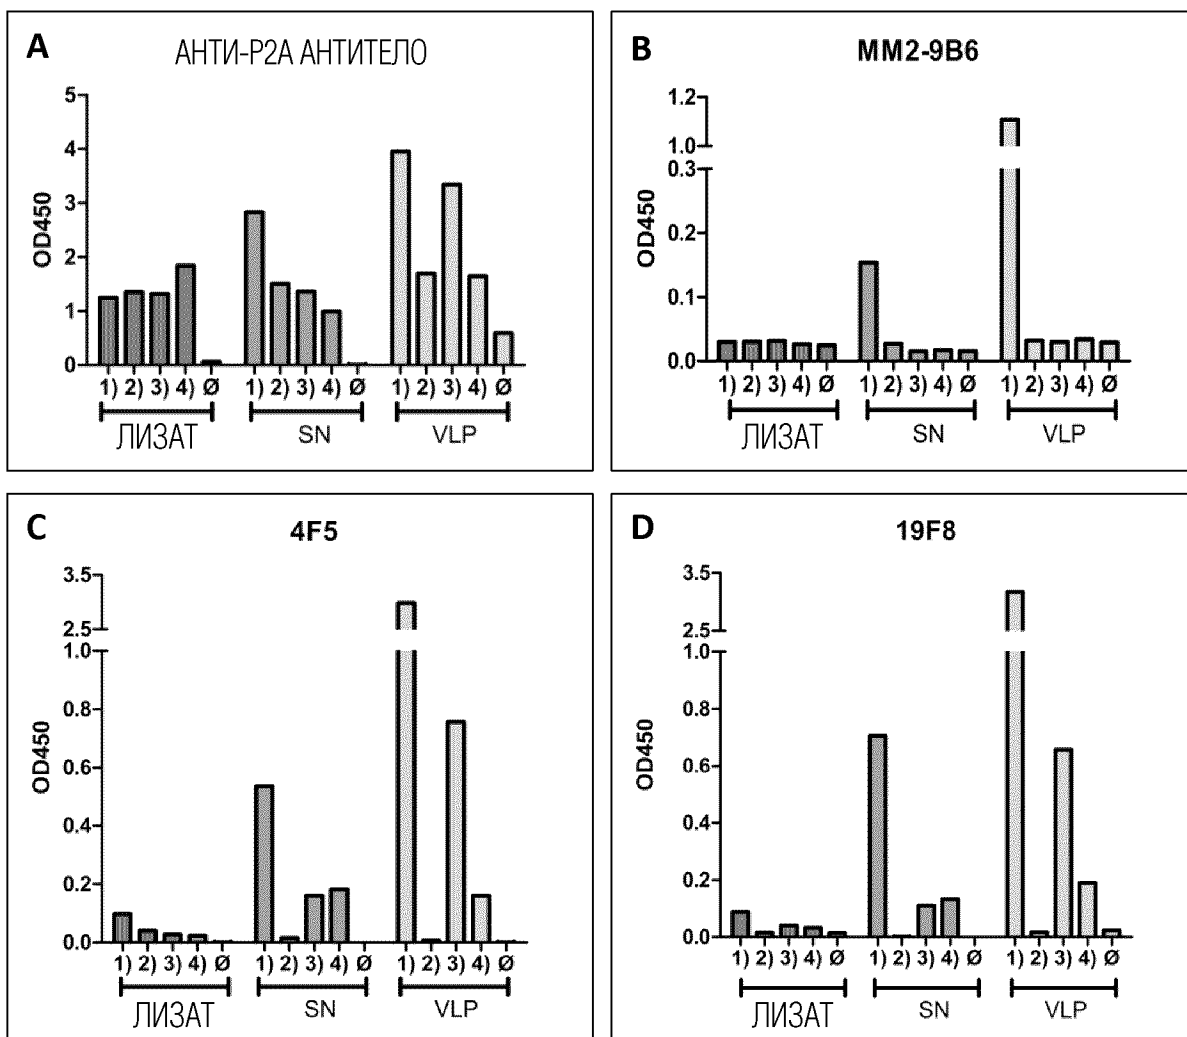 A
АНТИ-P2A АНТИТЕЛО
OD450
5
4
3
2
1
0
1) 2) 3) 4) Ø 1) 2) 3) 4) Ø 1) 2) 3) 4) Ø
ЛИЗАТ SN VLP
B
MM2-9B6
OD450
1.2
1.0
0.3
0.2
0.1
0.0
1) 2) 3) 4) Ø 1) 2) 3) 4) Ø 1) 2) 3) 4) Ø
ЛИЗАТ SN VLP
C
4F5
OD450
3.5
2.5
1.0
0.8
0.6
0.4
0.2
0.0
1) 2) 3) 4) Ø 1) 2) 3) 4) Ø 1) 2) 3) 4) Ø
ЛИЗАТ SN VLP
D
19F8
OD450
3.5
2.5
1.0
0.8
0.6
0.4
0.2
0.0
1) 2) 3) 4) Ø 1) 2) 3) 4) Ø 1) 2) 3) 4) Ø
ЛИЗАТ SN VLP